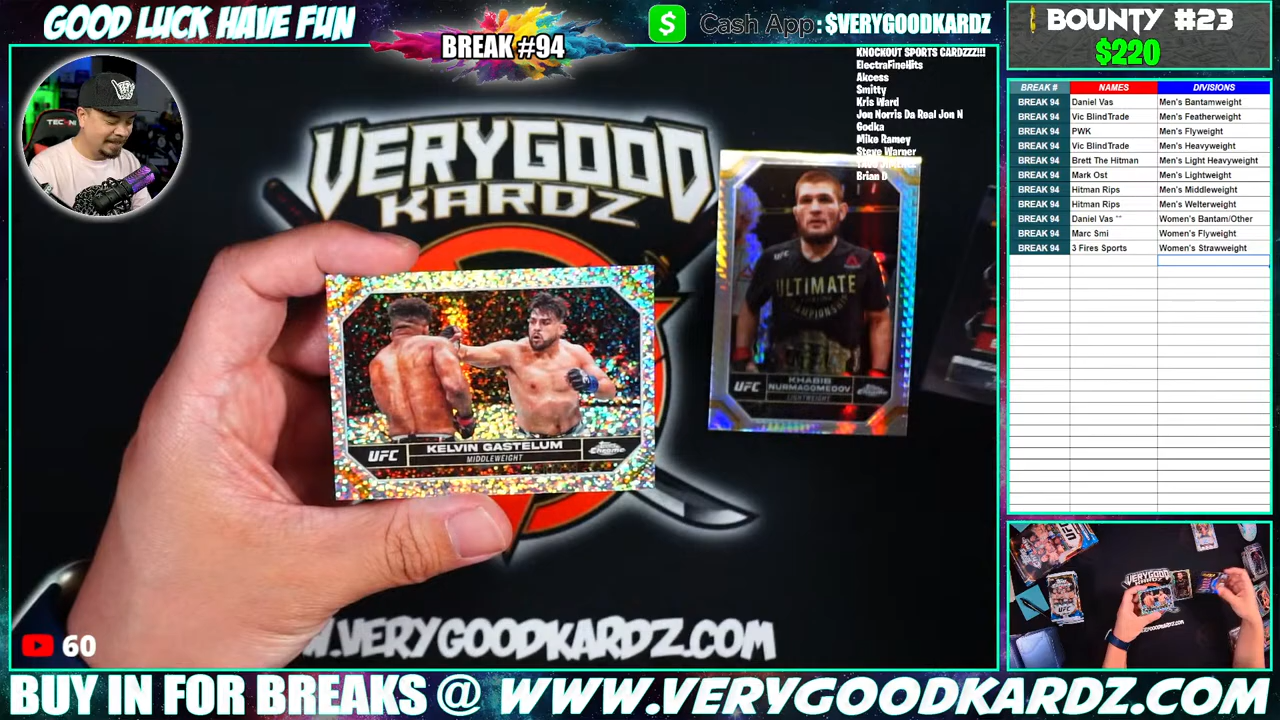 GOOD LUCK HAVE FUN
BREAK #94
$ Cash App : $VERYGOODKARDZ
BOUNTY #23
$220
KNOCKOUT SPORTS CARDZZZ!!!
ElectraFineHits
Akcess
Smitty
Kris Ward
Jon Norris Da Real Jon N
Godka
Mike Ramey
Steve Warner
Brian D
BREAK # NAMES DIVISIONS
BREAK 94 Daniel Vas Men's Bantamweight
BREAK 94 Vic BlindTrade Men's Featherweight
BREAK 94 PWK Men's Flyweight
BREAK 94 Vic BlindTrade Men's Heavyweight
BREAK 94 Brett The Hitman Men's Light Heavyweight
BREAK 94 Mark Ost Men's Lightweight
BREAK 94 Hitman Rips Men's Middleweight
BREAK 94 Hitman Rips Men's Welterweight
BREAK 94 Daniel Vas ** Women's Bantam/Other
BREAK 94 Marc Smi Women's Flyweight
BREAK 94 3 Fires Sports Women's Strawweight
VERYGOOD
KARDZ
UFC
ULTIMATE
CHAMPIONSHIP
UFC
KHABIB
NURMAGOMEDOV
LIGHTWEIGHT
UFC
KELVIN GASTELUM
MIDDLEWEIGHT
Topps Chrome
WWW.VERYGOODKARDZ.COM
60
BUY IN FOR BREAKS @ WWW.VERYGOODKARDZ.COM